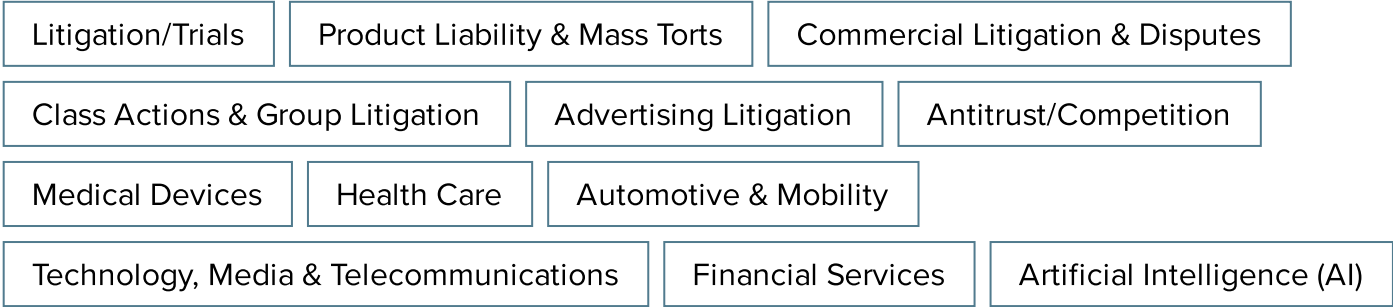 Litigation/Trials Product Liability & Mass Torts Commercial Litigation & Disputes
Class Actions & Group Litigation Advertising Litigation Antitrust/Competition
Medical Devices Health Care Automotive & Mobility
Technology, Media & Telecommunications Financial Services Artificial Intelligence (AI)